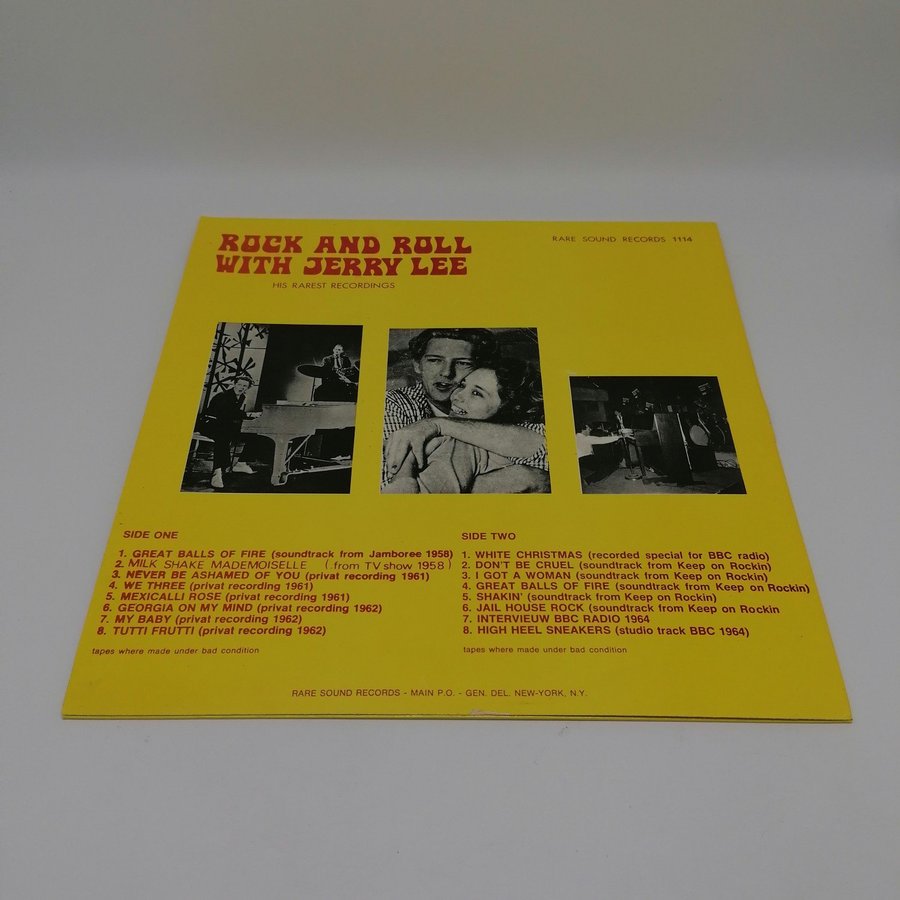 ROCK AND ROLL
WITH JERRY LEE
HIS RAREST RECORDINGS
RARE SOUND RECORDS 1114
SIDE ONE
1. GREAT BALLS OF FIRE (soundtrack from Jamboree 1958)
2. MILK SHAKE MADEMOISELLE (.from TV show 1958)
3. NEVER BE ASHAMED OF YOU (privat recording 1961)
4. WE THREE (privat recording 1961)
5. MEXICALLI ROSE (privat recording 1961)
6. GEORGIA ON MY MIND (privat recording 1962)
7. MY BABY (privat recording 1962)
8. TUTTI FRUTTI (privat recording 1962)
tapes where made under bad condition
SIDE TWO
1. WHITE CHRISTMAS (recorded special for BBC radio)
2. DON'T BE CRUEL (soundtrack from Keep on Rockin)
3. I GOT A WOMAN (soundtrack from Keep on Rockin)
4. GREAT BALLS OF FIRE (soundtrack from Keep on Rockin)
5. SHAKIN' (soundtrack from Keep on Rockin)
6. JAIL HOUSE ROCK (soundtrack from Keep on Rockin
7. INTERVIEUW BBC RADIO 1964
8. HIGH HEEL SNEAKERS (studio track BBC 1964)
tapes where made under bad condition
RARE SOUND RECORDS - MAIN P.O. - GEN. DEL. NEW-YORK, N.Y.